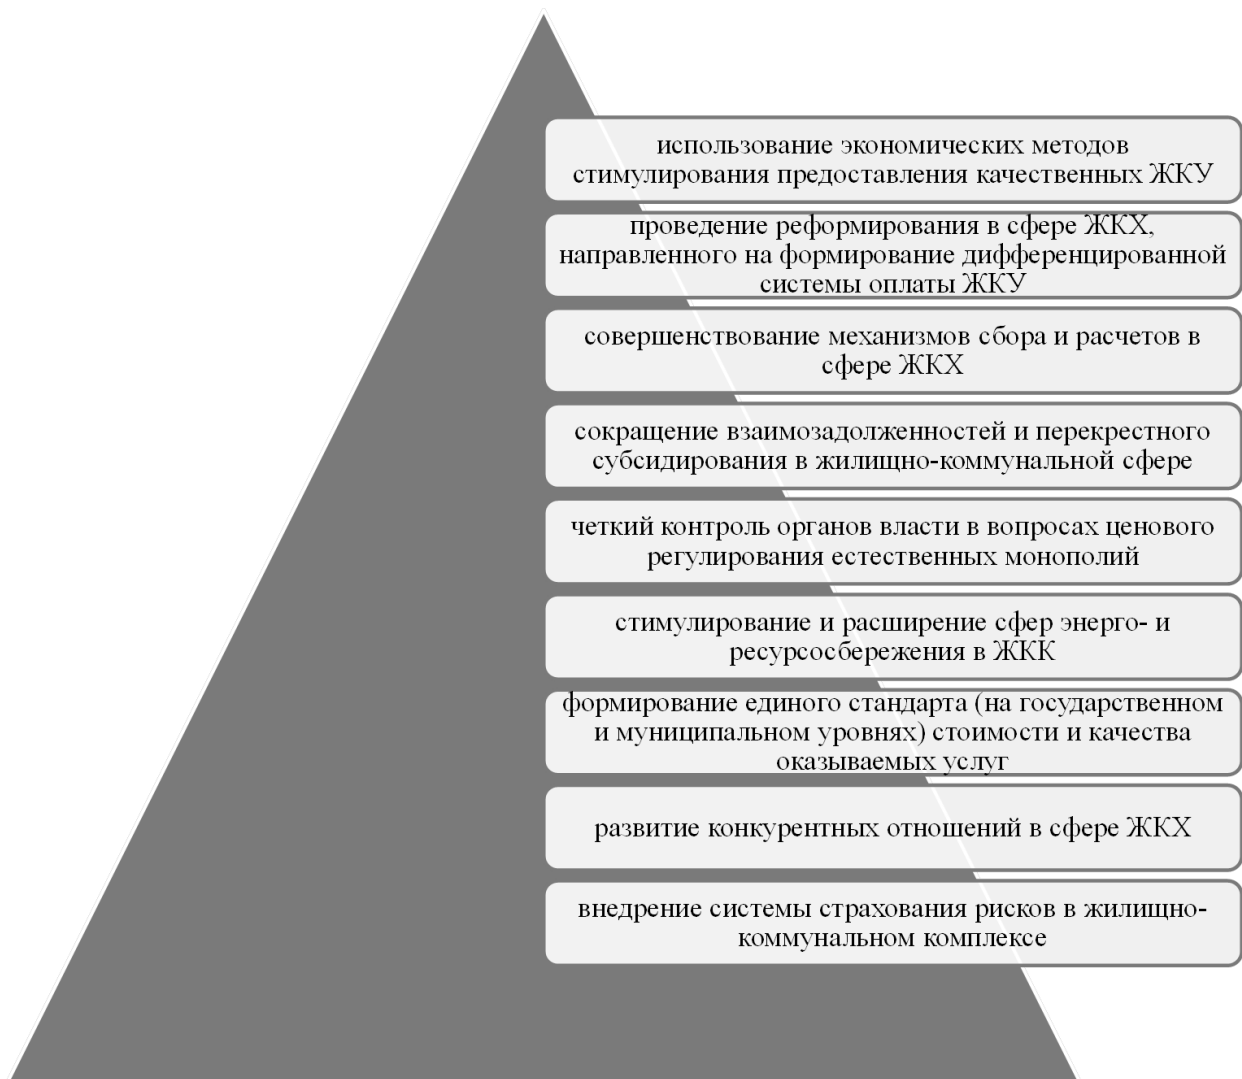 использование экономических методов
стимулирования предоставления качественных ЖКУ
проведение реформирования в сфере ЖКХ,
направленного на формирование дифференцированной
системы оплаты ЖКУ
совершенствование механизмов сбора и расчетов в
сфере ЖКХ
сокращение взаимозадолженностей и перекрестного
субсидирования в жилищно-коммунальной сфере
четкий контроль органов власти в вопросах ценового
регулирования естественных монополий
стимулирование и расширение сфер энерго- и
ресурсосбережения в ЖКК
формирование единого стандарта (на государственном
и муниципальном уровнях) стоимости и качества
оказываемых услуг
развитие конкурентных отношений в сфере ЖКХ
внедрение системы страхования рисков в жилищно-
коммунальном комплексе